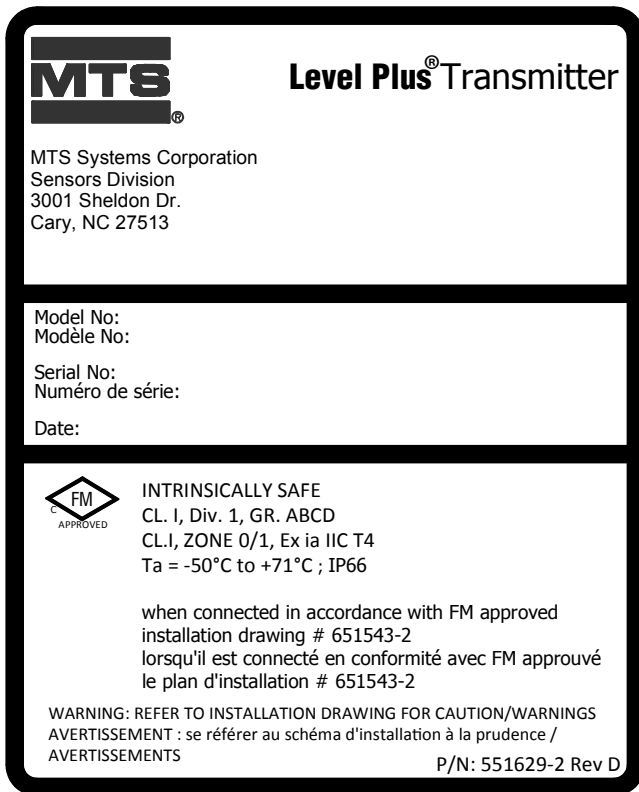 MTS®
Level Plus® Transmitter
MTS Systems Corporation
Sensors Division
3001 Sheldon Dr.
Cary, NC 27513
Model No:
Modèle No:
Serial No:
Numéro de série:
Date:
FM
C
APPROVED
INTRINSICALLY SAFE
CL. I, Div. 1, GR. ABCD
CL.I, ZONE 0/1, Ex ia IIC T4
Ta = -50°C to +71°C ; IP66
when connected in accordance with FM approved
installation drawing # 651543-2
lorsqu'il est connecté en conformité avec FM approuvé
le plan d'installation # 651543-2
WARNING: REFER TO INSTALLATION DRAWING FOR CAUTION/WARNINGS
AVERTISSEMENT : se référer au schéma d'installation à la prudence /
AVERTISSEMENTS
P/N: 551629-2 Rev D